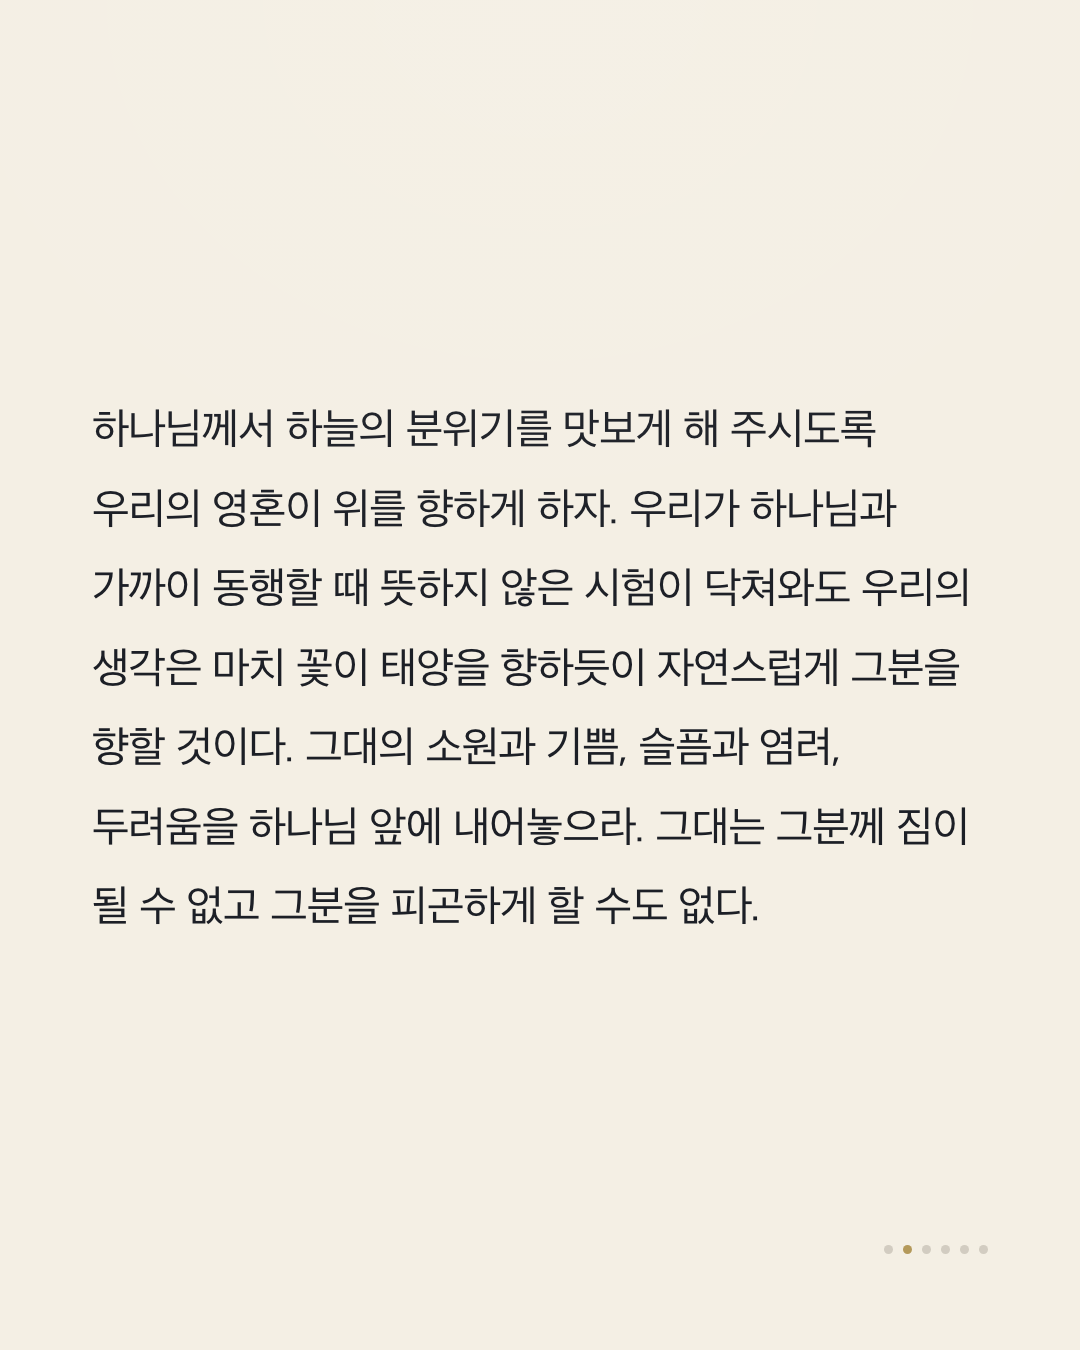 하나님께서 하늘의 분위기를 맛보게 해 주시도록
우리의 영혼이 위를 향하게 하자. 우리가 하나님과
가까이 동행할 때 뜻하지 않은 시험이 닥쳐와도 우리의
생각은 마치 꽃이 태양을 향하듯이 자연스럽게 그분을
향할 것이다. 그대의 소원과 기쁨, 슬픔과 염려,
두려움을 하나님 앞에 내어놓으라. 그대는 그분께 짐이
될 수 없고 그분을 피곤하게 할 수도 없다.